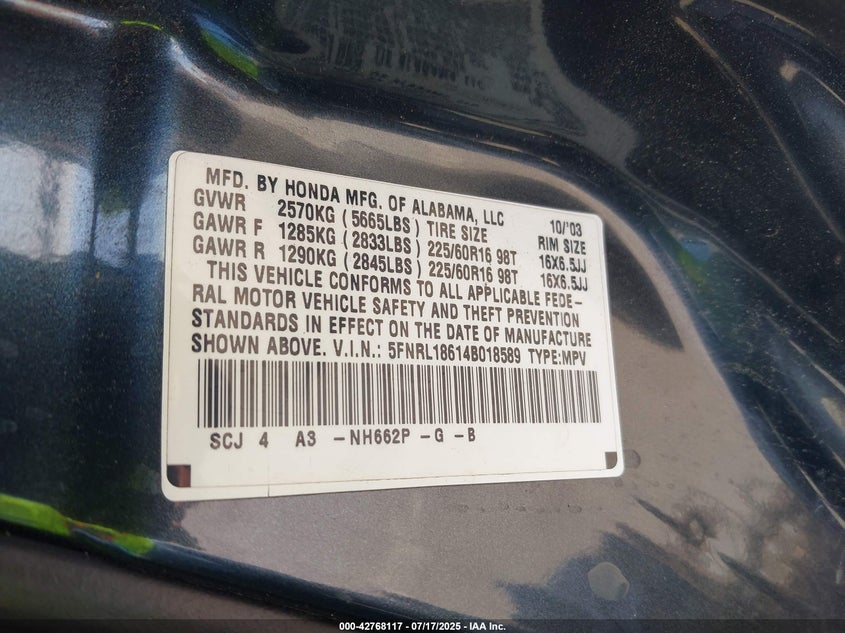 MFD. BY HONDA MFG. OF ALABAMA, LLC 10/'03
GVWR 2570KG (5665LBS) TIRE SIZE RIM SIZE
GAWR F 1285KG (2833LBS) 225/60R16 98T 16X6.5JJ
GAWR R 1290KG (2845LBS) 225/60R16 98T 16X6.5JJ
THIS VEHICLE CONFORMS TO ALL APPLICABLE FEDE-
RAL MOTOR VEHICLE SAFETY AND THEFT PREVENTION
STANDARDS IN EFFECT ON THE DATE OF MANUFACTURE
SHOWN ABOVE. V.I.N.: 5FNRL18614B018589 TYPE:MPV
SCJ 4 A3 -NH662P -G -B
000-42768117 - 07/17/2025 - IAA Inc.